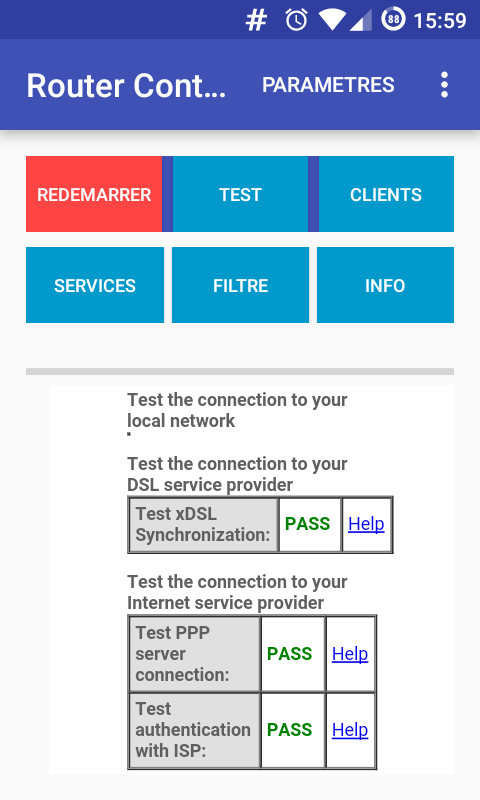 # 88 15:59
Router Cont... PARAMETRES
REDEMARRER TEST CLIENTS
SERVICES FILTRE INFO
Test the connection to your
local network
Test the connection to your
DSL service provider
Test xDSL
Synchronization: PASS Help
Test the connection to your
Internet service provider
Test PPP
server
connection: PASS Help
Test
authentication
with ISP: PASS Help